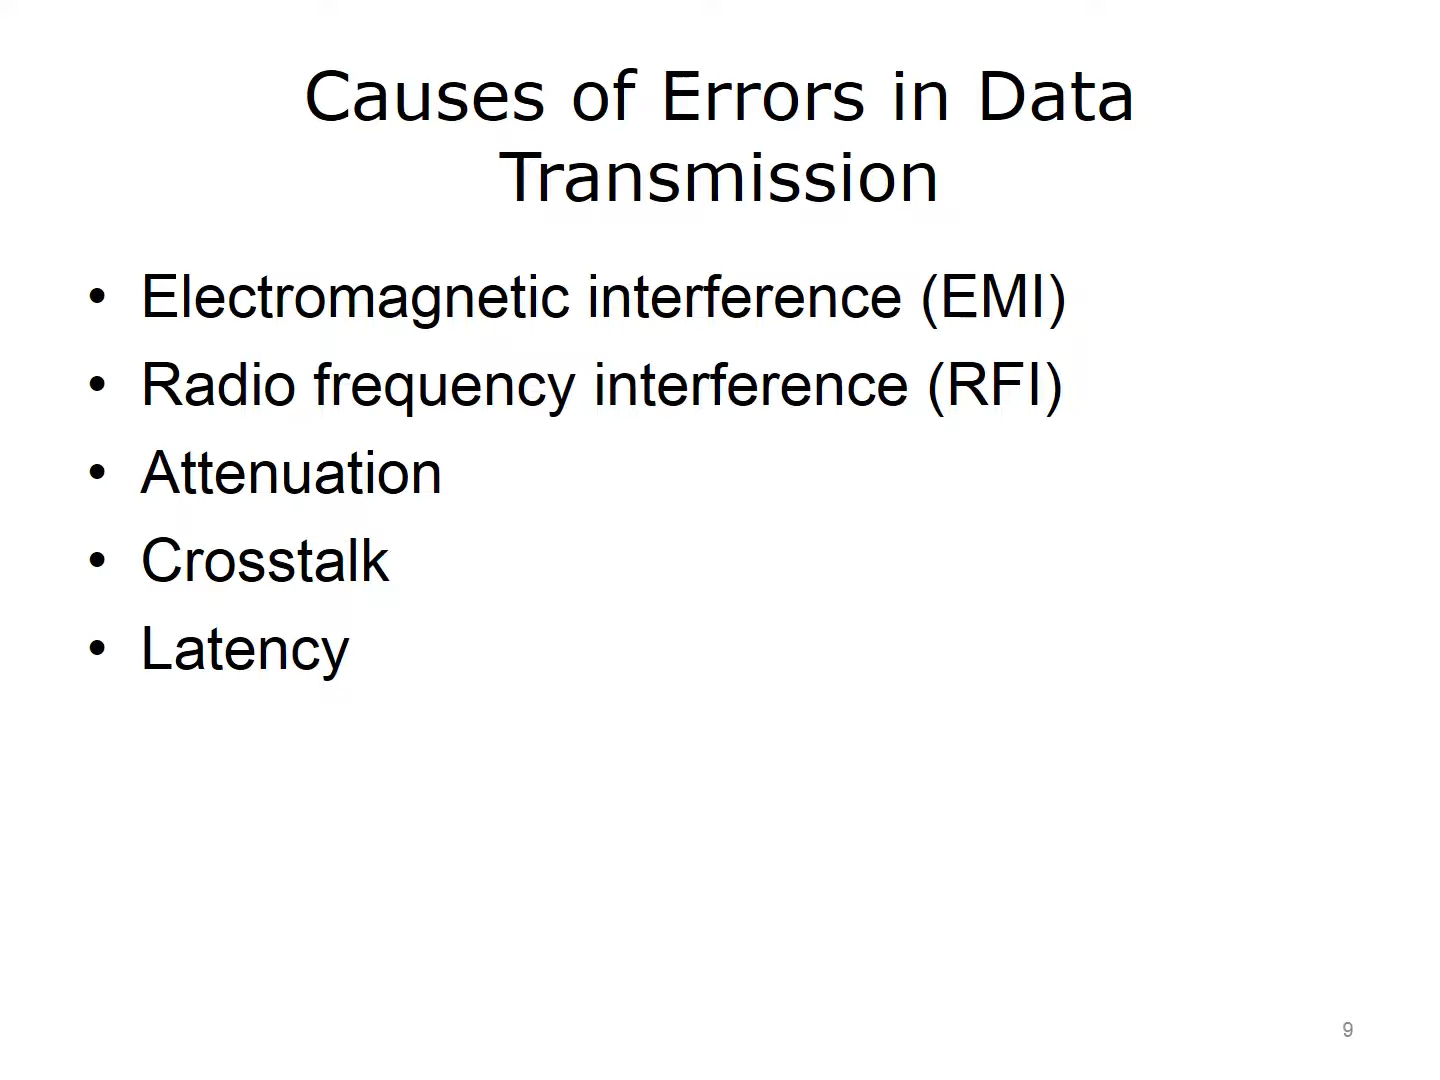 Causes of Errors in Data
Transmission
• Electromagnetic interference (EMI)
• Radio frequency interference (RFI)
• Attenuation
• Crosstalk
• Latency
9